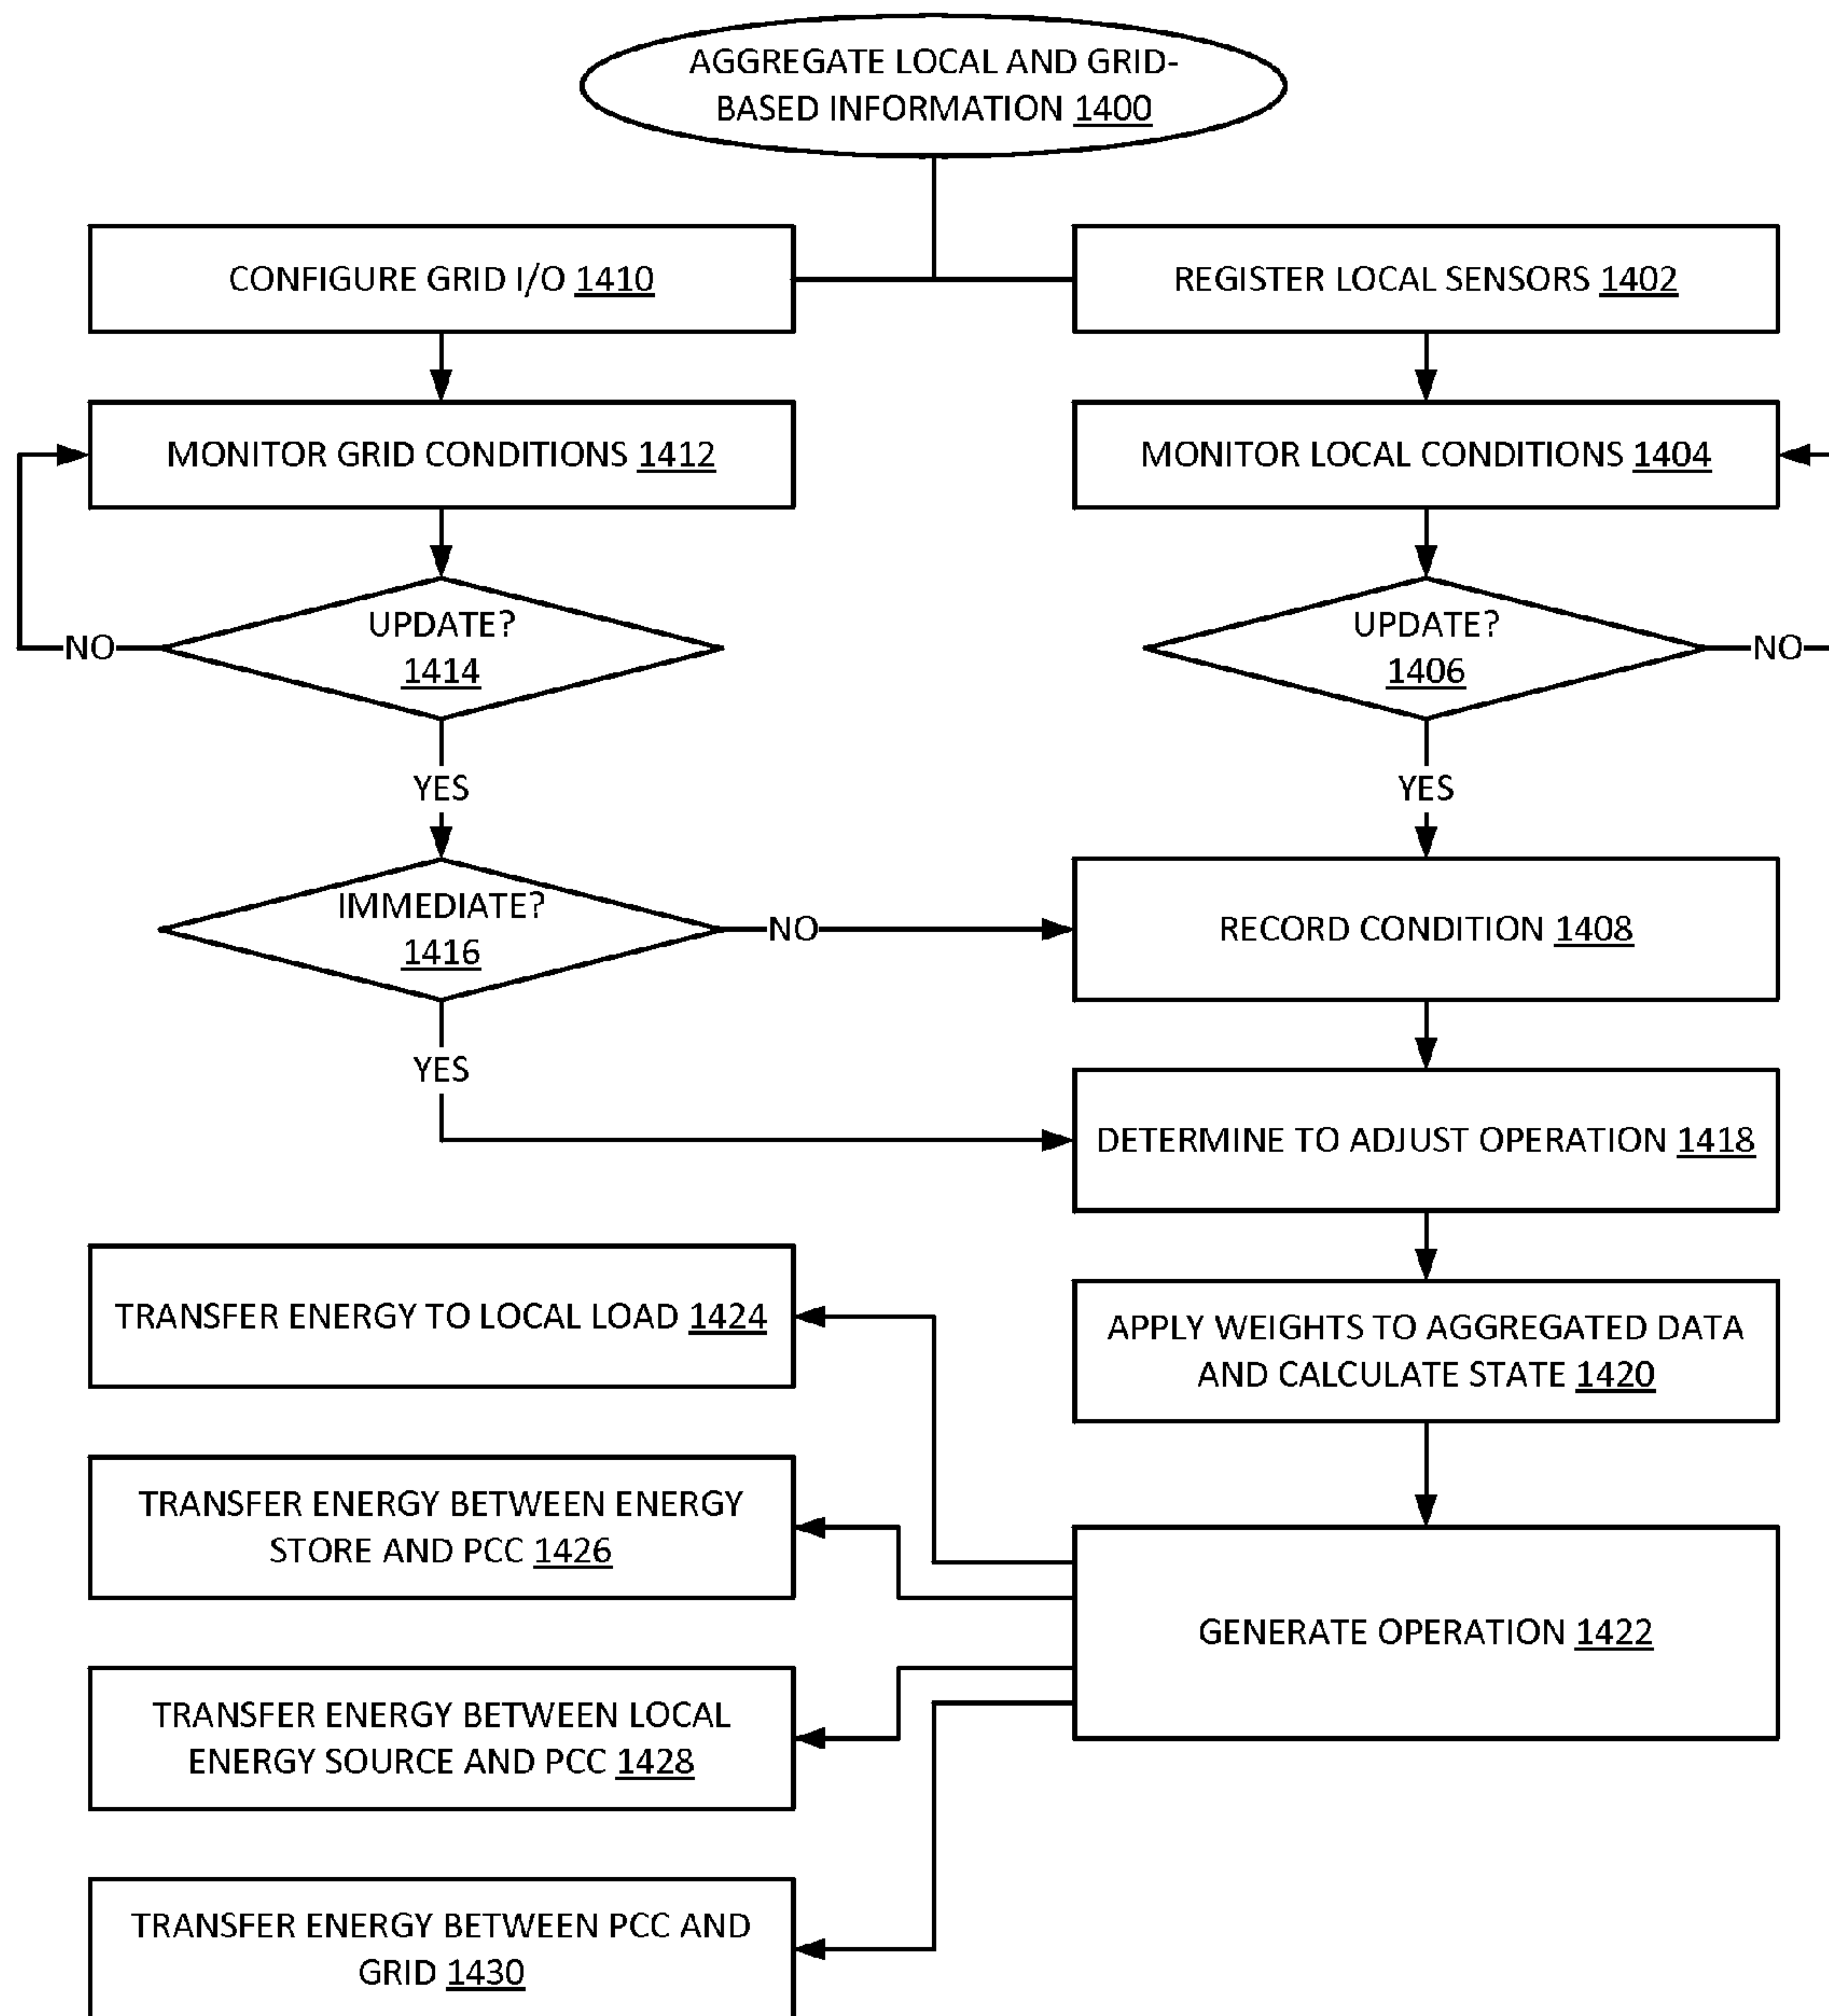 AGGREGATE LOCAL AND GRID-
BASED INFORMATION 1400
CONFIGURE GRID I/O 1410
REGISTER LOCAL SENSORS 1402
MONITOR GRID CONDITIONS 1412
MONITOR LOCAL CONDITIONS 1404
UPDATE?
1414
NO
UPDATE?
1406
NO
YES
YES
IMMEDIATE?
1416
NO
RECORD CONDITION 1408
YES
DETERMINE TO ADJUST OPERATION 1418
TRANSFER ENERGY TO LOCAL LOAD 1424
APPLY WEIGHTS TO AGGREGATED DATA
AND CALCULATE STATE 1420
TRANSFER ENERGY BETWEEN ENERGY
STORE AND PCC 1426
GENERATE OPERATION 1422
TRANSFER ENERGY BETWEEN LOCAL
ENERGY SOURCE AND PCC 1428
TRANSFER ENERGY BETWEEN PCC AND
GRID 1430